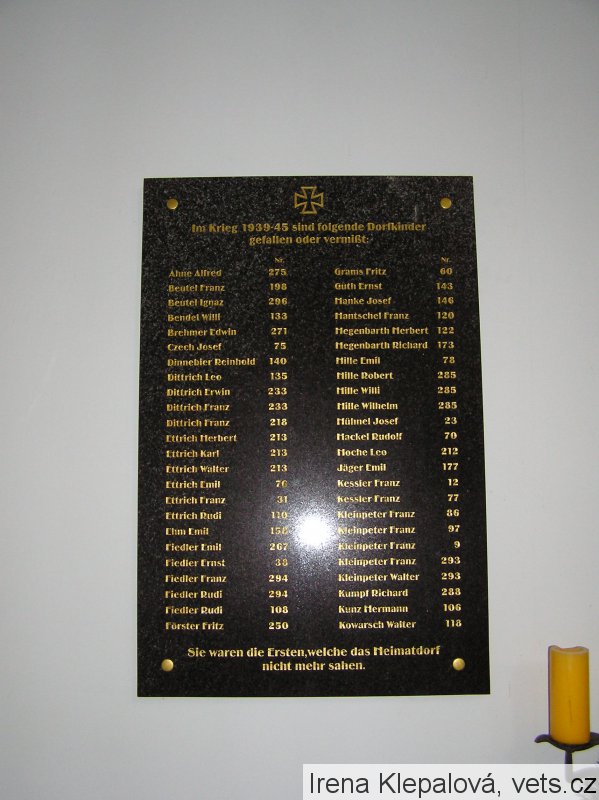 Im Krieg 1939-45 sind folgende Dorfkinder
gefallen oder vermißt:
Nr.
Ahne Alfred 275
Beutel Franz 198
Beutel Ignaz 296
Bendel Willi 133
Brehmer Edwin 271
Czech Josef 75
Dinnebier Reinhold 140
Dittrich Leo 135
Dittrich Erwin 233
Dittrich Franz 233
Dittrich Franz 218
Ettrich Herbert 213
Ettrich Karl 213
Ettrich Walter 213
Ettrich Emil 76
Ettrich Franz 31
Ettrich Rudi 110
Ehm Emil 158
Fiedler Emil 267
Fiedler Ernst 38
Fiedler Franz 294
Fiedler Rudi 294
Fiedler Rudi 108
Förster Fritz 250
Nr.
Grams Fritz 60
Güth Ernst 143
Hanke Josef 146
Hantschel Franz 120
Hegenbarth Herbert 122
Hegenbarth Richard 173
Hille Emil 78
Hille Robert 285
Hille Willi 285
Hille Wilhelm 285
Hühnel Josef 23
Hackel Rudolf 70
Hoche Leo 212
Jäger Emil 177
Kessler Franz 12
Kessler Franz 77
Kleinpeter Franz 86
Kleinpeter Franz 97
Kleinpeter Franz 9
Kleinpeter Franz 293
Kleinpeter Walter 293
Kumpf Richard 288
Kunz Hermann 106
Kowarsch Walter 118
Sie waren die Ersten,welche das Heimatdorf
nicht mehr sahen.
Irena Klepalová, vets.cz